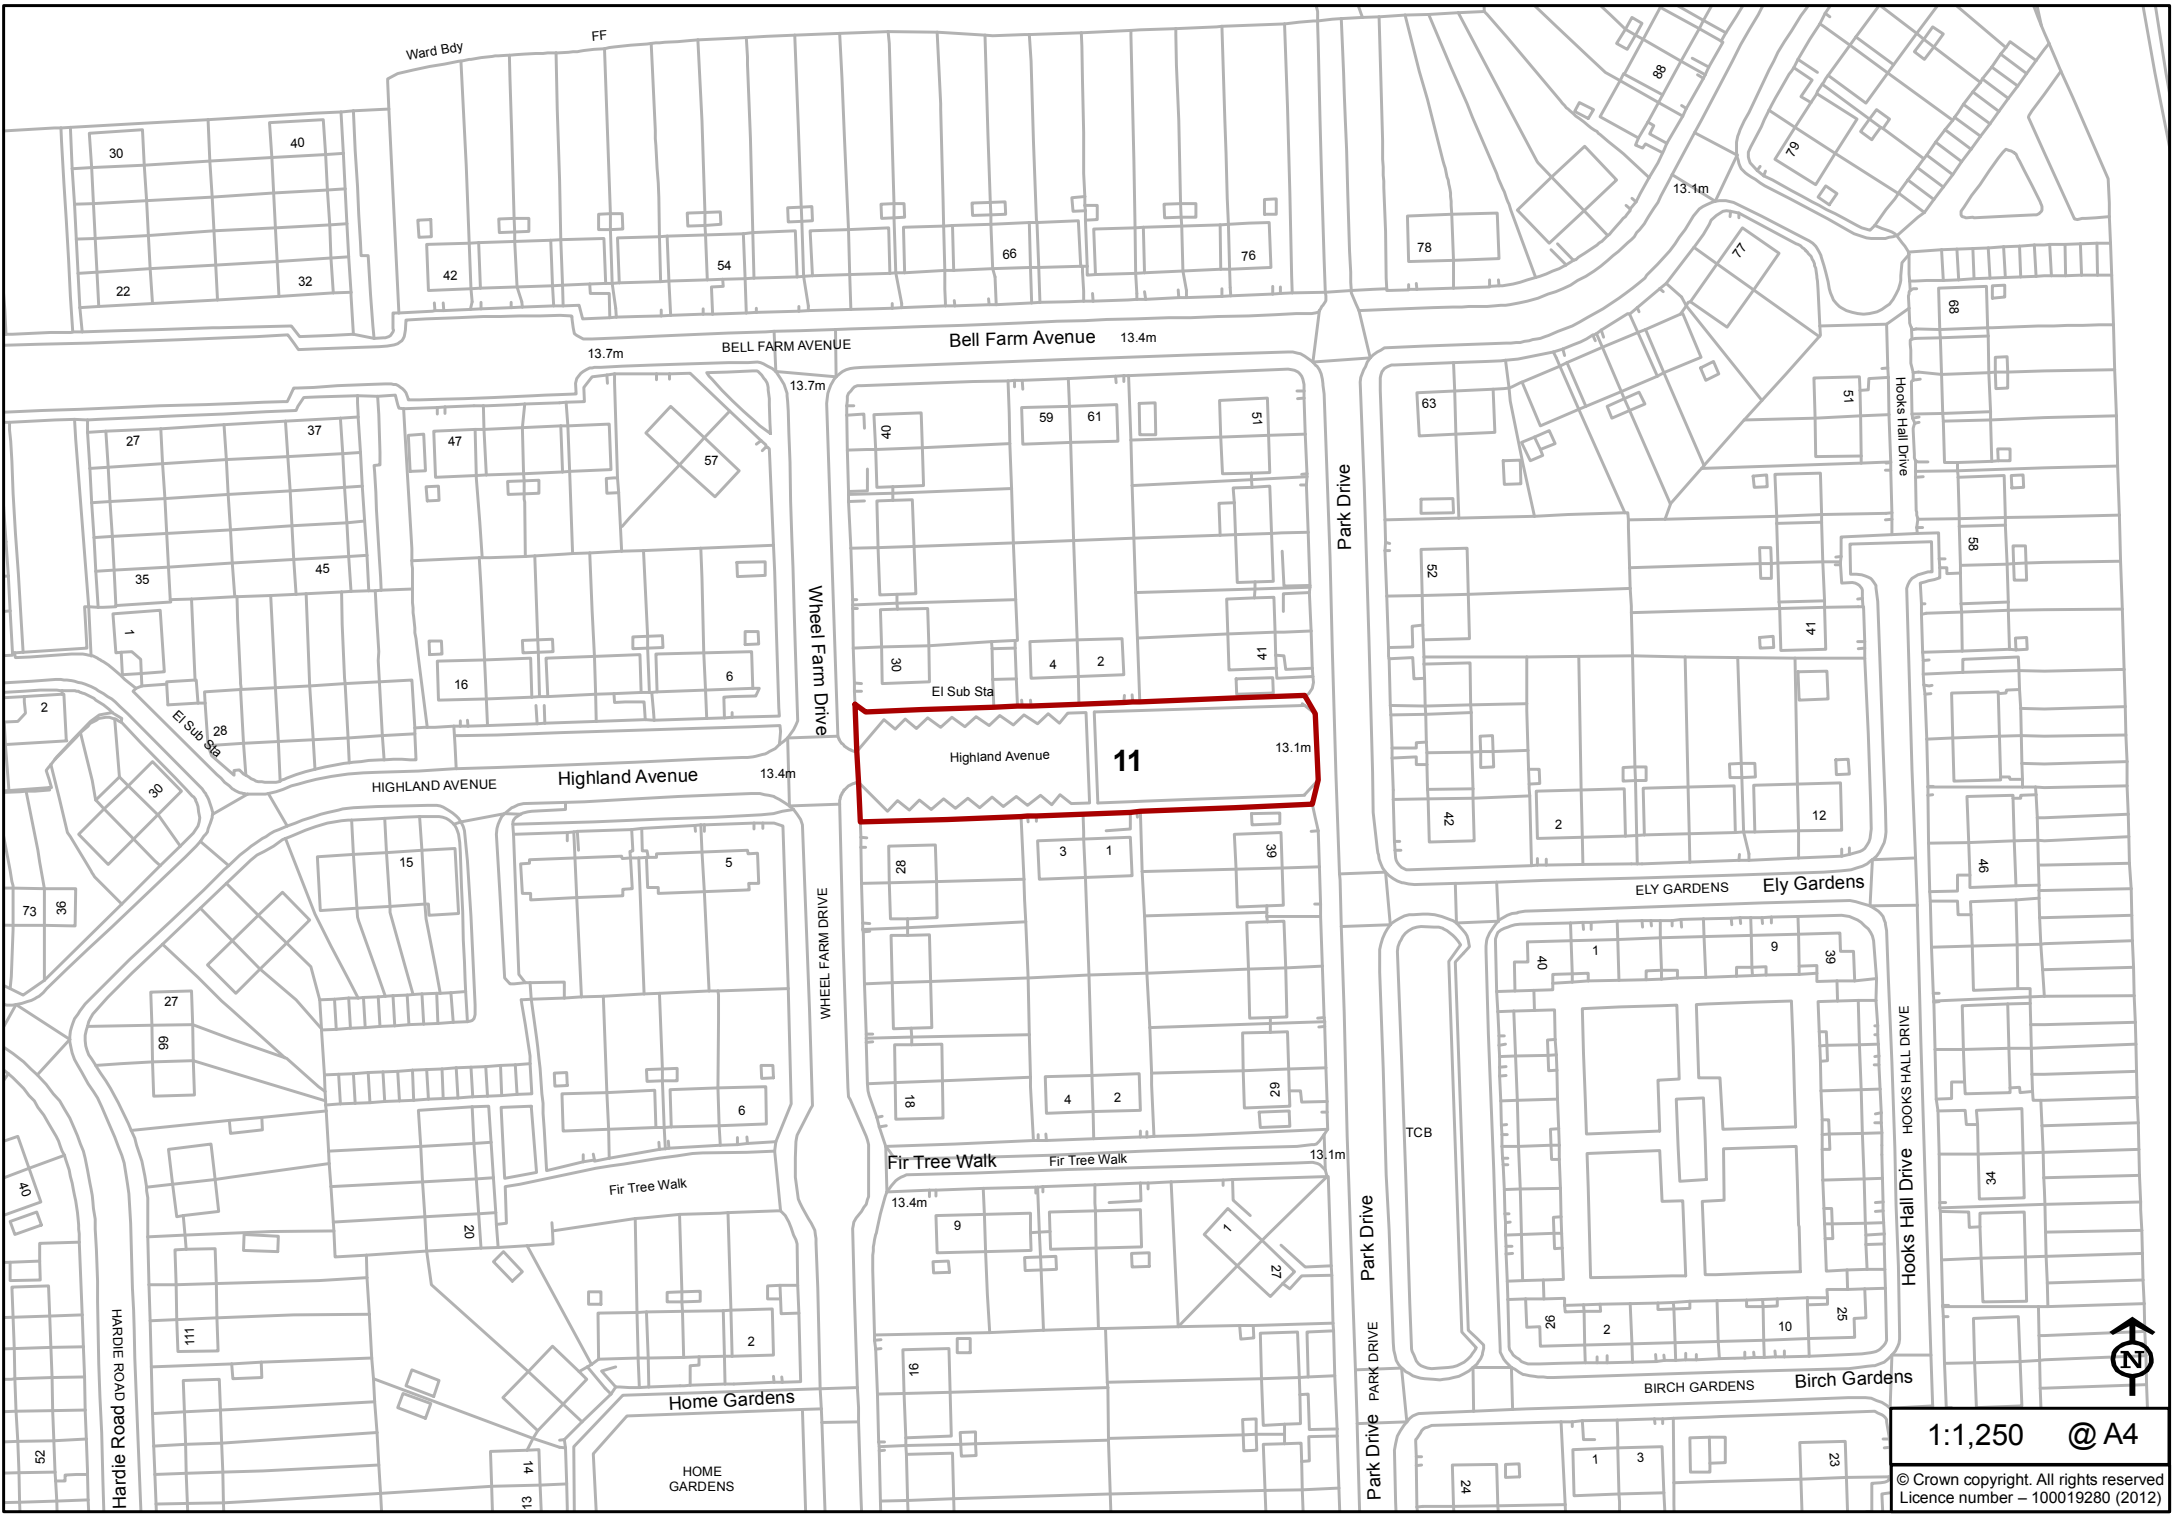 Ward Bdy
FF
88
30
40
79
13.1m
22
32
42
54
66
76
78
77
68
BELL FARM AVENUE
Bell Farm Avenue
13.4m
13.7m
13.7m
27
37
47
57
40
59
61
51
63
51
Hooks Hall Drive
Park Drive
35
45
52
58
1
Wheel Farm Drive
41
16
6
30
4
2
41
El Sub Sta
2
28
El Sub Sta
Highland Avenue
11
13.1m
HIGHLAND AVENUE
Highland Avenue
13.4m
30
42
2
12
15
5
28
3
1
39
46
ELY GARDENS
Ely Gardens
73
36
WHEEL FARM DRIVE
40
1
9
39
27
99
HOOKS HALL DRIVE
6
18
4
2
29
TCB
Fir Tree Walk
Fir Tree Walk
13.1m
Fir Tree Walk
13.4m
40
20
9
1
27
34
Hooks Hall Drive
Park Drive
HARDIE ROAD
111
2
26
2
10
25
PARK DRIVE
16
Home Gardens
BIRCH GARDENS
Birch Gardens
N
Hardie Road
52
14
13
HOME
GARDENS
Park Drive
24
1
3
23
1:1,250 @ A4
© Crown copyright. All rights reserved
Licence number – 100019280 (2012)